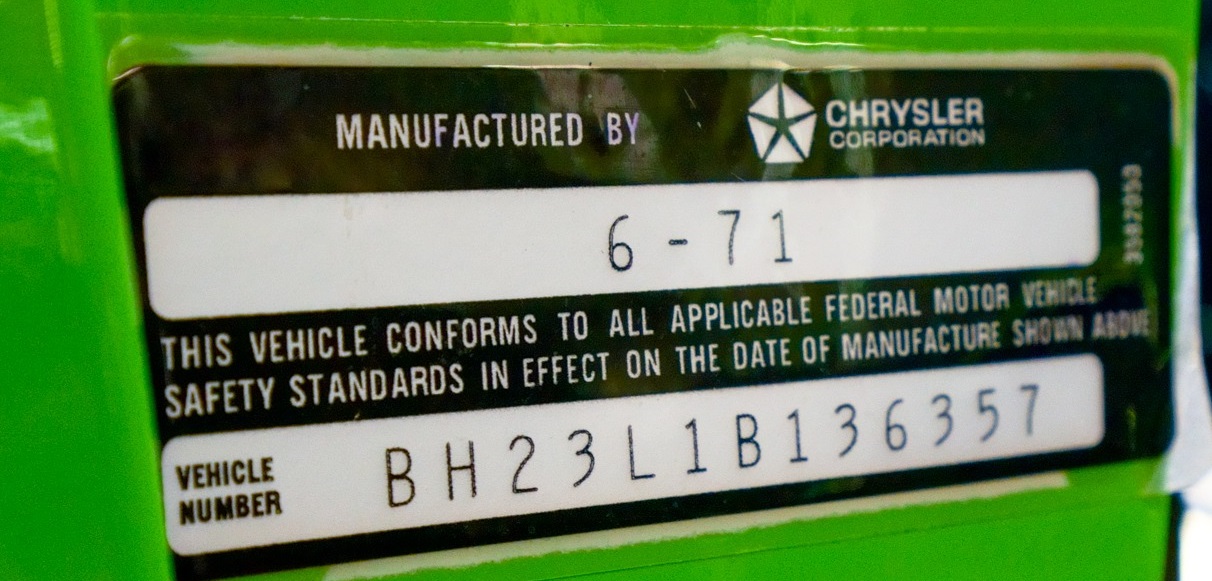 MANUFACTURED BY
CHRYSLER
CORPORATION
6-71
THIS VEHICLE CONFORMS TO ALL APPLICABLE FEDERAL MOTOR VEHICLE
SAFETY STANDARDS IN EFFECT ON THE DATE OF MANUFACTURE SHOWN ABOVE
VEHICLE
NUMBER
BH23L1B136357